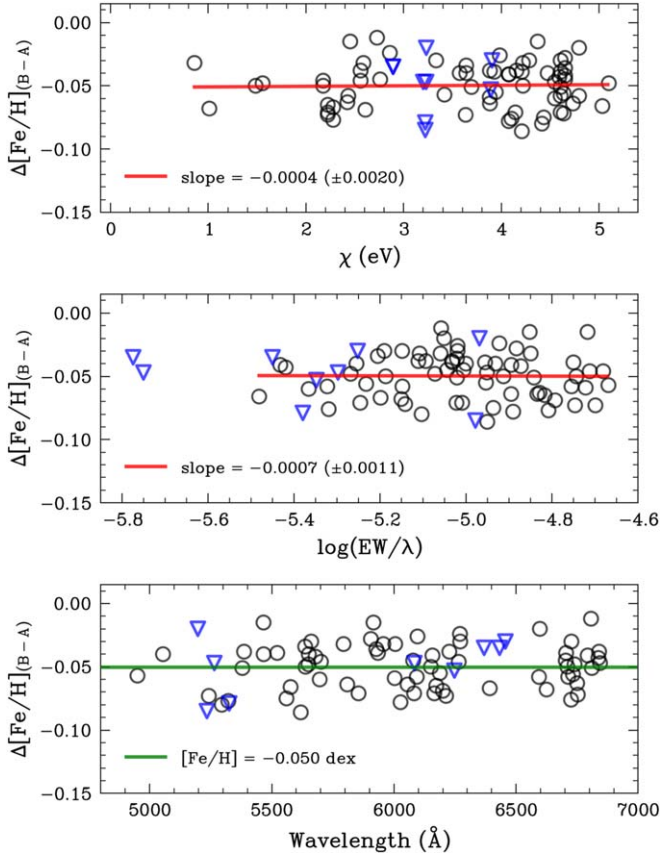 0.00
−0.05
−0.10
−0.15
Δ[Fe/H](B−A)
slope = −0.0004 (±0.0020)
0 1 2 3 4 5
χ (eV)
0.00
−0.05
−0.10
−0.15
Δ[Fe/H](B−A)
slope = −0.0007 (±0.0011)
−5.8 −5.6 −5.4 −5.2 −5.0 −4.8 −4.6
log(EW/λ)
0.00
−0.05
−0.10
−0.15
Δ[Fe/H](B−A)
[Fe/H] = −0.050 dex
5000 5500 6000 6500 7000
Wavelength (Å)